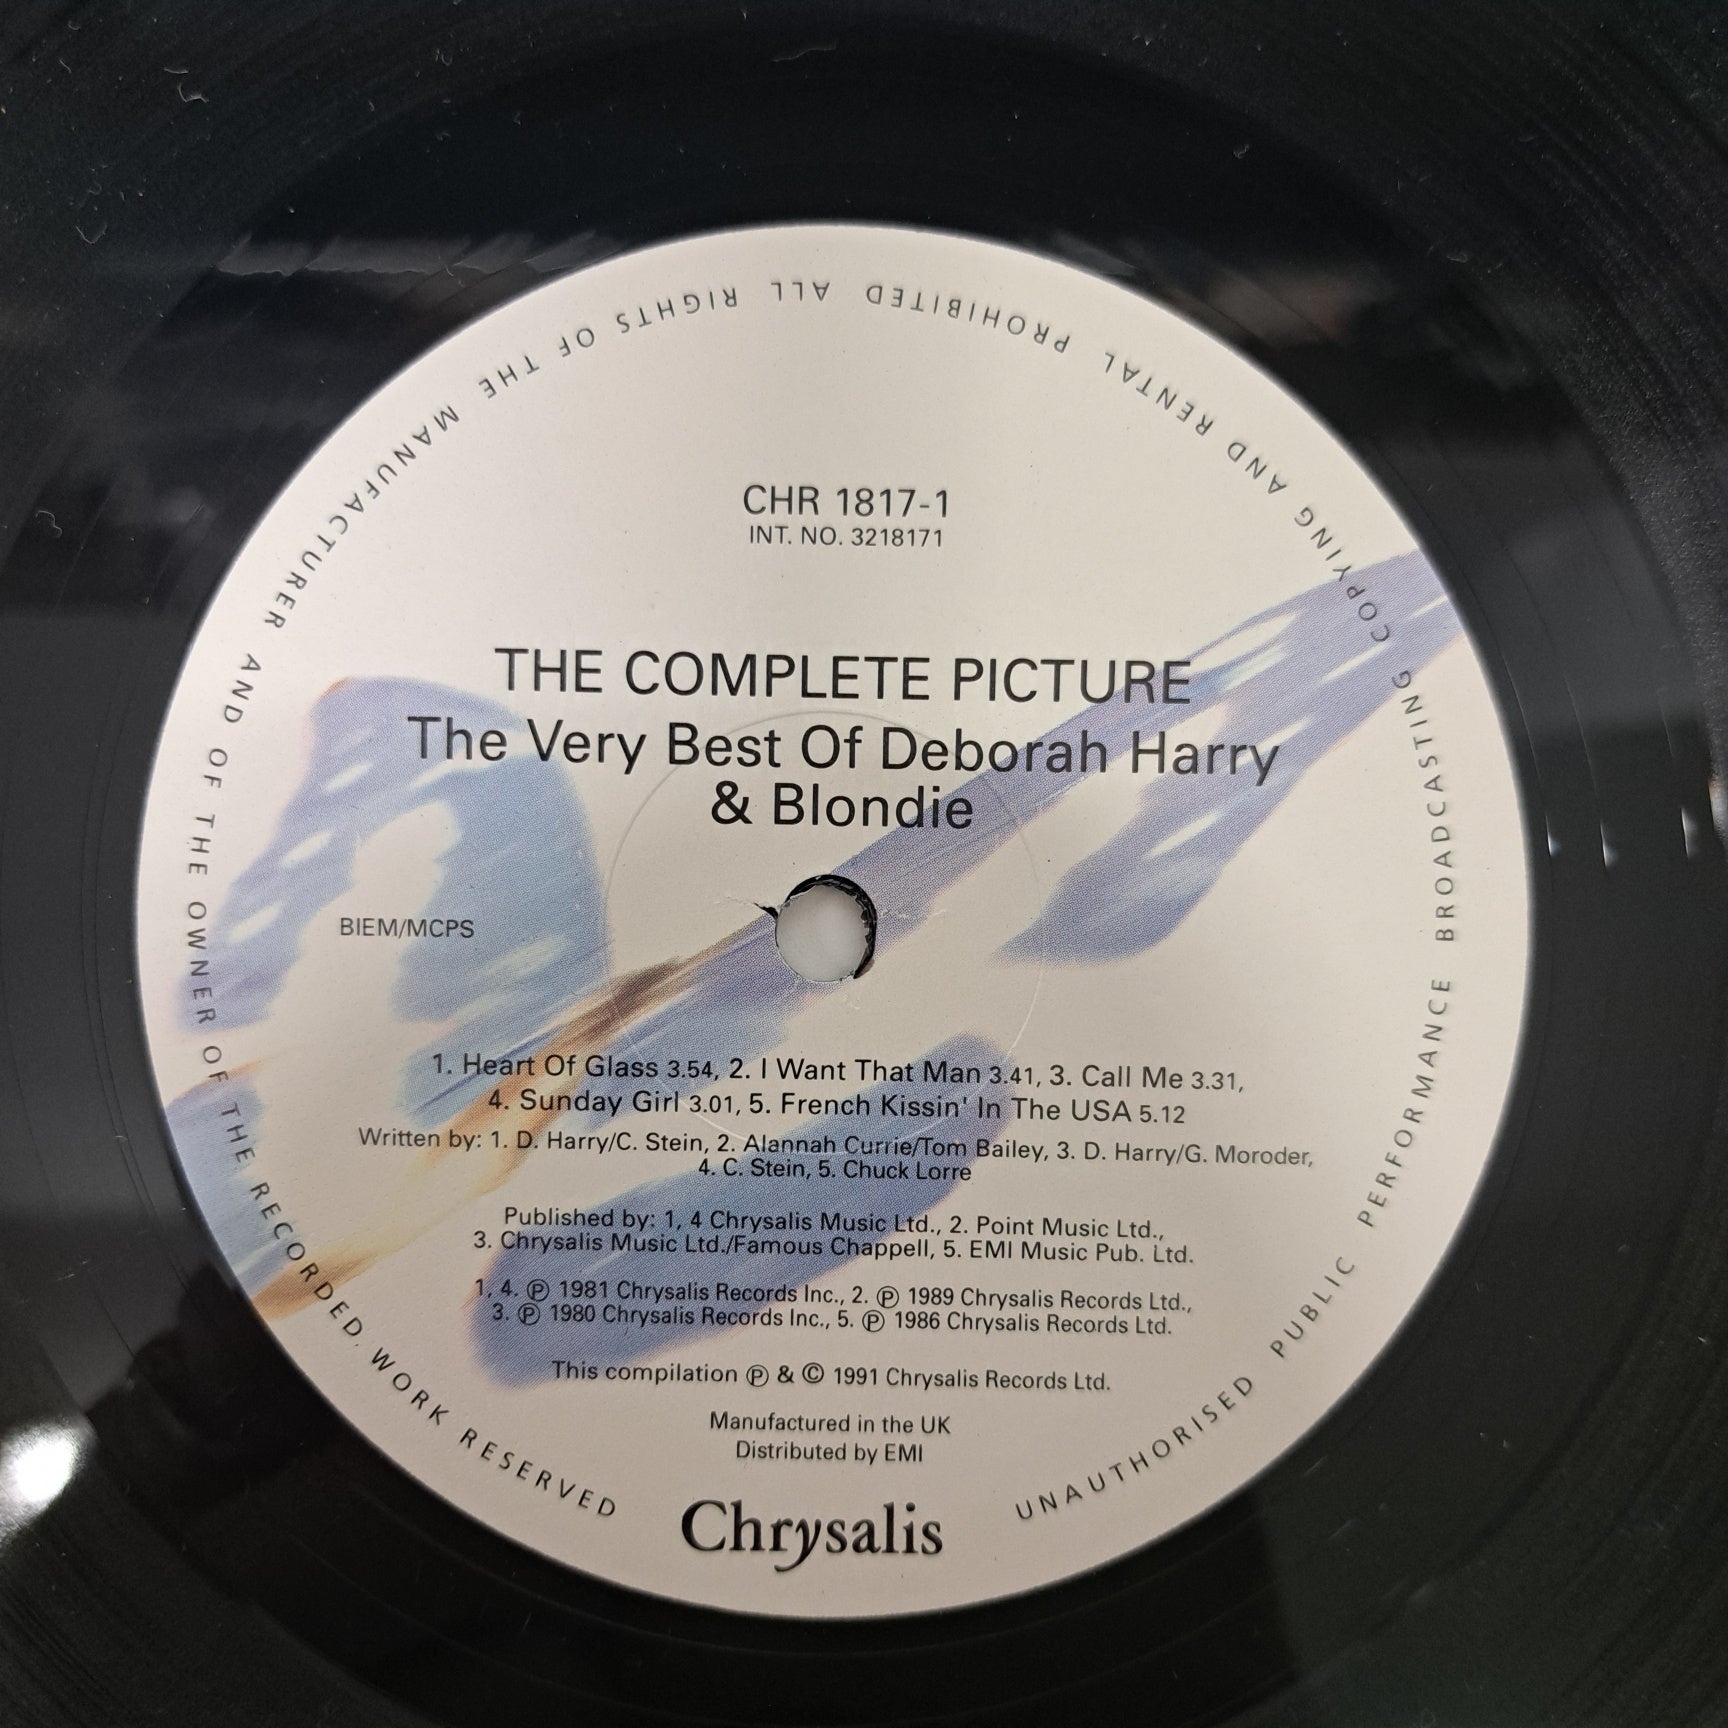 CHR 1817-1
INT. NO. 3218171
THE COMPLETE PICTURE
The Very Best Of Deborah Harry
& Blondie
BIEM/MCPS
1. Heart Of Glass 3.54, 2. I Want That Man 3.41, 3. Call Me 3.31,
4. Sunday Girl 3.01, 5. French Kissin' In The USA 5.12
Written by: 1. D. Harry/C. Stein, 2. Alannah Currie/Tom Bailey, 3. D. Harry/G. Moroder,
4. C. Stein, 5. Chuck Lorre
Published by: 1, 4 Chrysalis Music Ltd., 2. Point Music Ltd.,
3. Chrysalis Music Ltd./Famous Chappell, 5. EMI Music Pub. Ltd.
1, 4. ℗ 1981 Chrysalis Records Inc., 2. ℗ 1989 Chrysalis Records Ltd.,
3. ℗ 1980 Chrysalis Records Inc., 5. ℗ 1986 Chrysalis Records Ltd.
This compilation ℗ & © 1991 Chrysalis Records Ltd.
Manufactured in the UK
Distributed by EMI
Chrysalis
UNAUTHORISED PUBLIC PERFORMANCE BROADCASTING COPYING AND RENTAL PROHIBITED ALL RIGHTS OF THE MANUFACTURER AND OF THE OWNER OF THE RECORDED. WORK RESERVED